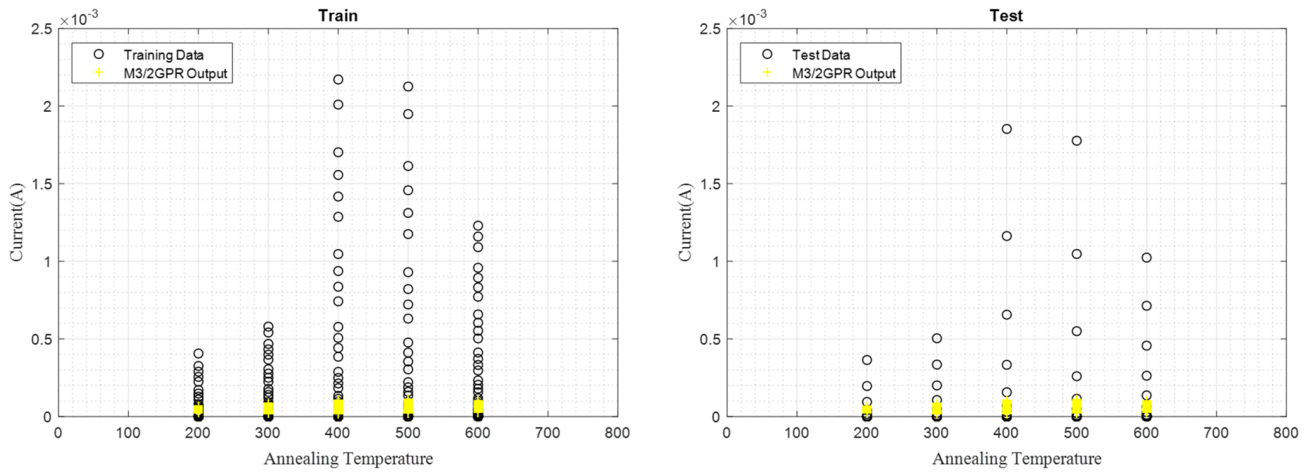 Train
×10⁻³
Training Data
M3/2GPR Output
2.5
2
1.5
1
0.5
0
Current(A)
0 100 200 300 400 500 600 700 800
Annealing Temperature
Test
×10⁻³
Test Data
M3/2GPR Output
2.5
2
1.5
1
0.5
0
Current(A)
0 100 200 300 400 500 600 700 800
Annealing Temperature